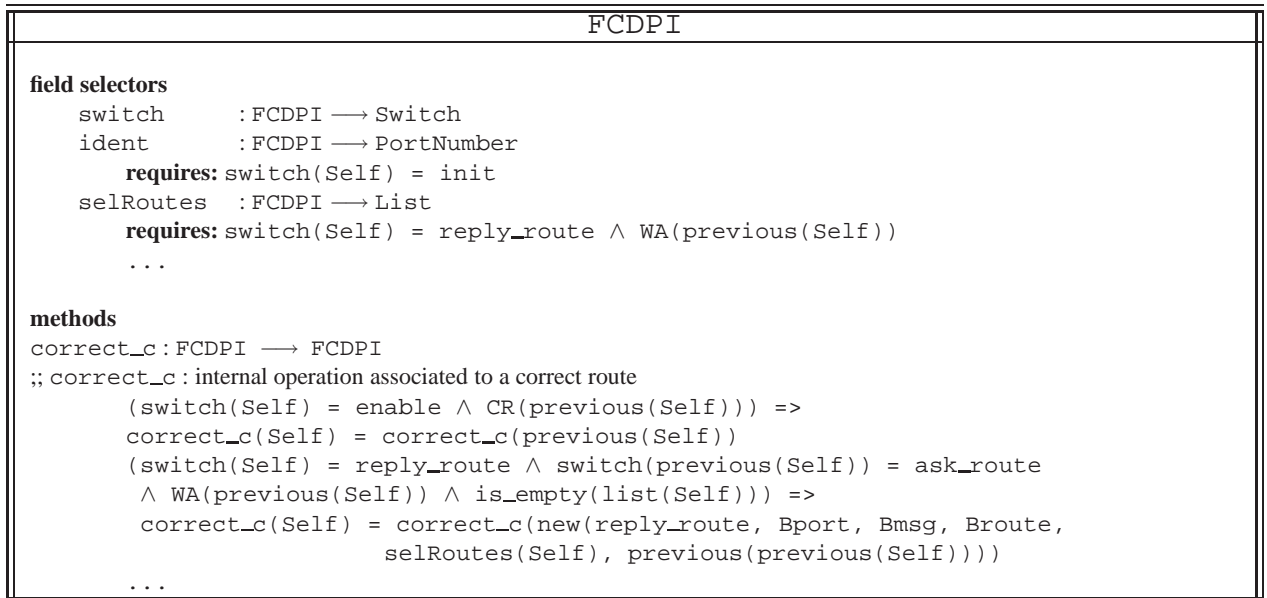 FCDPI
field selectors
switch : FCDPI ⟶ Switch
ident : FCDPI ⟶ PortNumber
requires: switch(Self) = init
selRoutes : FCDPI ⟶ List
requires: switch(Self) = reply_route ∧ WA(previous(Self))
...
methods
correct_c : FCDPI ⟶ FCDPI
;; correct_c : internal operation associated to a correct route
(switch(Self) = enable ∧ CR(previous(Self))) =>
correct_c(Self) = correct_c(previous(Self))
(switch(Self) = reply_route ∧ switch(previous(Self)) = ask_route
∧ WA(previous(Self)) ∧ is_empty(list(Self))) =>
correct_c(Self) = correct_c(new(reply_route, Bport, Bmsg, Broute,
selRoutes(Self), previous(previous(Self))))
...